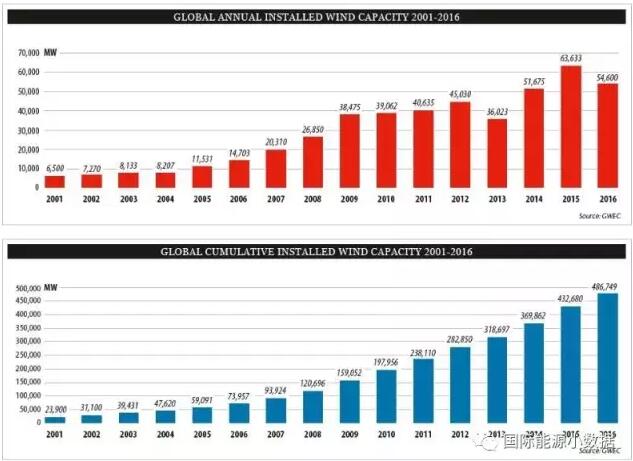 GLOBAL ANNUAL INSTALLED WIND CAPACITY 2001-2016
70,000 MW
60,000
50,000
40,000
30,000
20,000
10,000
0
6,500 7,270 8,133 8,207 11,531 14,703 20,310 26,850 38,475 39,062 40,635 45,030 36,023 51,675 63,633 54,600
2001 2002 2003 2004 2005 2006 2007 2008 2009 2010 2011 2012 2013 2014 2015 2016
Source: GWEC
GLOBAL CUMULATIVE INSTALLED WIND CAPACITY 2001-2016
500,000 MW
450,000
400,000
350,000
300,000
250,000
200,000
150,000
100,000
50,000
0
23,900 31,100 39,431 47,620 59,091 73,957 93,924 120,696 159,052 197,956 238,110 282,850 318,697 369,862 432,680 486,749
2001 2002 2003 2004 2005 2006 2007 2008 2009 2010 2011 2012 2013 2014 2015 2016
国际能源小数据
Source: GWEC